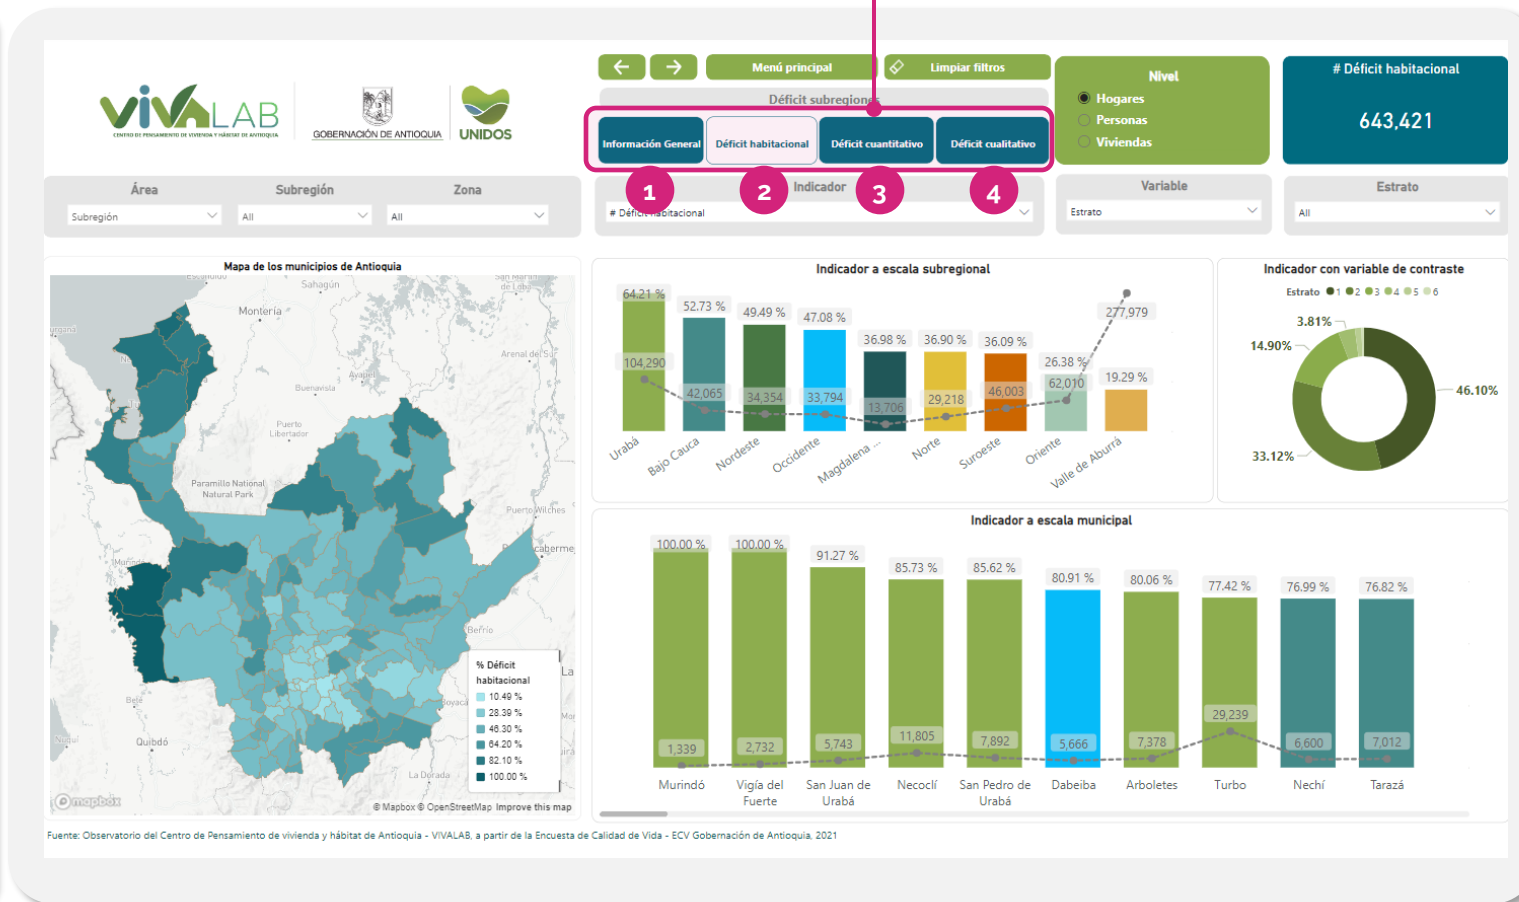 Menú principal
Limpiar filtros
Déficit subregiones
Información General
Déficit habitacional
Déficit cuantitativo
Déficit cualitativo
1
2
3
4
Nivel
Hogares
Personas
Viviendas
# Déficit habitacional
643,421
VIVALAB
CENTRO DE PENSAMIENTO DE VIVIENDA Y HÁBITAT DE ANTIOQUIA
GOBERNACIÓN DE ANTIOQUIA
UNIDOS
Área
Subregión
Subregión
All
Zona
All
Indicador
# Déficit habitacional
Variable
Estrato
Estrato
All
Mapa de los municipios de Antioquia
Sahagún
Montería
Arenal del Sur
Ayapel
Buenavista
Puerto
Libertador
Paramillo National
Natural Park
Puerto Wilches
Murindó
Berrío
Belé
Quibdó
Nuquí
La Dorada
% Déficit
habitacional
10.49 %
28.39 %
46.30 %
64.20 %
82.10 %
100.00 %
mapbox
© Mapbox © OpenStreetMap Improve this map
Indicador a escala subregional
64.21 %
52.73 %
49.49 %
47.08 %
36.98 %
36.90 %
36.09 %
26.38 %
19.29 %
104,290
42,065
34,354
33,794
13,706
29,218
46,003
62,010
277,979
Urabá
Bajo Cauca
Nordeste
Occidente
Magdalena ...
Norte
Suroeste
Oriente
Valle de Aburrá
Indicador con variable de contraste
Estrato 1 2 3 4 5 6
3.81%
14.90%
46.10%
33.12%
Indicador a escala municipal
100.00 %
100.00 %
91.27 %
85.73 %
85.62 %
80.91 %
80.06 %
77.42 %
76.99 %
76.82 %
1,339
2,732
5,743
11,805
7,892
5,666
7,378
29,239
6,600
7,012
Murindó
Vigía del
Fuerte
San Juan de
Urabá
Necoclí
San Pedro de
Urabá
Dabeiba
Arboletes
Turbo
Nechí
Tarazá
Fuente: Observatorio del Centro de Pensamiento de vivienda y hábitat de Antioquia - VIVALAB, a partir de la Encuesta de Calidad de Vida - ECV Gobernación de Antioquia, 2021